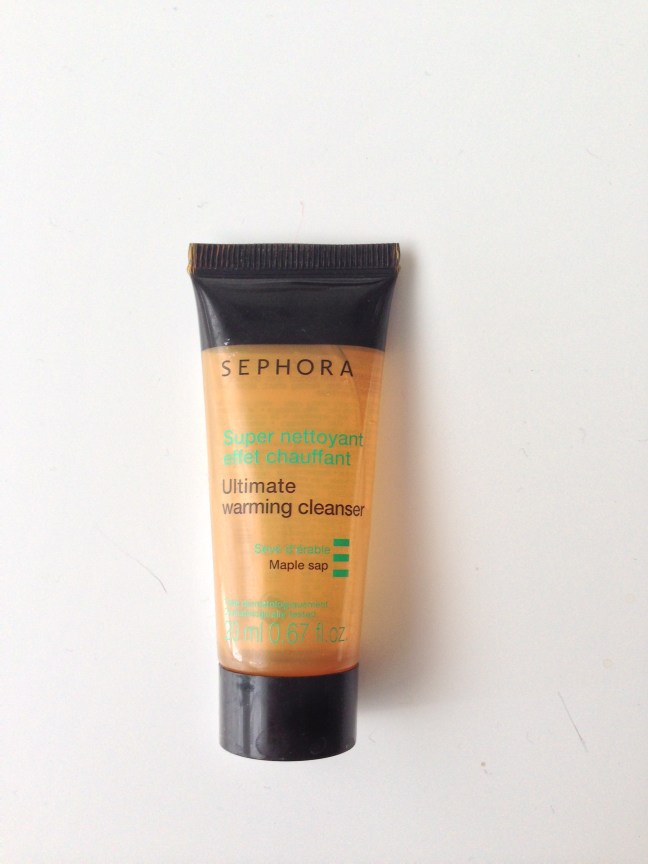 SEPHORA
Super nettoyant
effet chauffant
Ultimate
warming cleanser
Sève d'érable
Maple sap
20 ml 0.67 fl.oz.